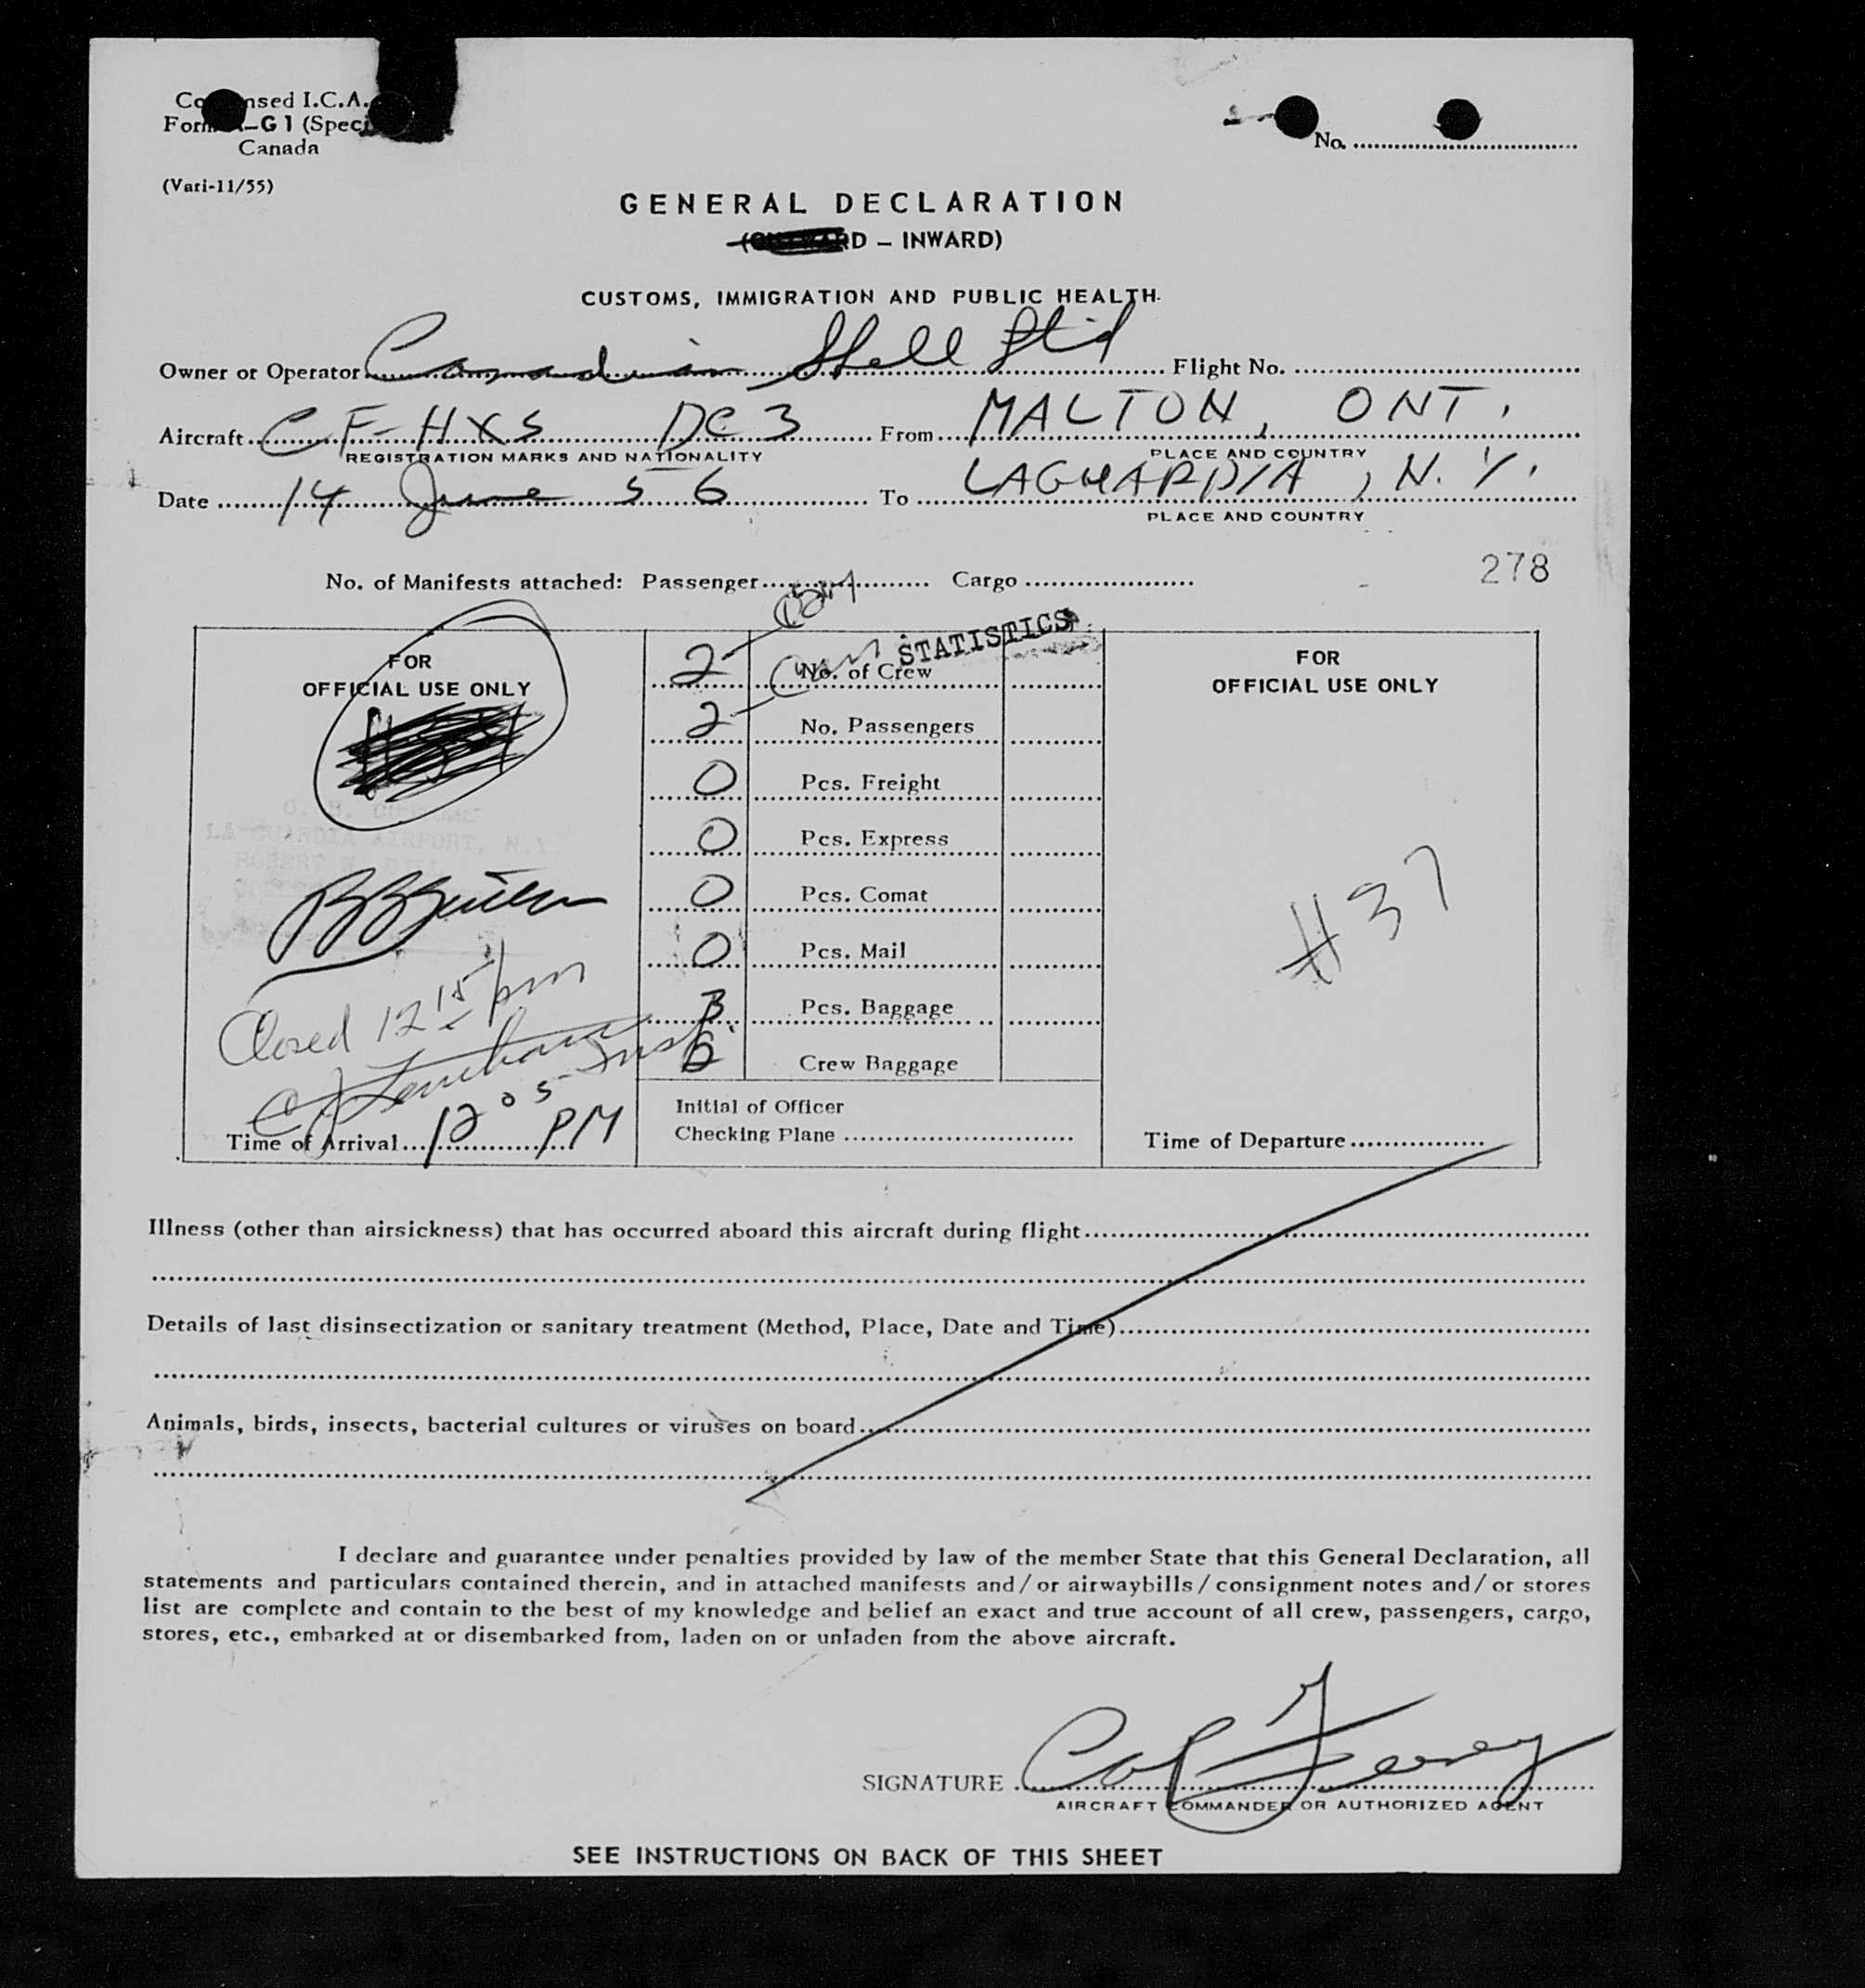 nsed I.C.A.
-G1 (Speci
Canada
(Vari-11/55)
No.
GENERAL DECLARATION
D – INWARD)
CUSTOMS, IMMIGRATION AND PUBLIC HEALTH.
Owner or Operator Canadian Shell Ltd Flight No.
Aircraft CF-HXS DC3 From MALTON, ONT.
REGISTRATION MARKS AND NATIONALITY PLACE AND COUNTRY
Date 14 June 56 To LAGUARDIA, N.Y.
PLACE AND COUNTRY
No. of Manifests attached: Passenger Cargo
278
STATISTICS
FOR
OFFICIAL USE ONLY
2 No. of Crew
2 No. Passengers
0 Pcs. Freight
0 Pcs. Express
0 Pcs. Comat
0 Pcs. Mail
3 Pcs. Baggage
Crew Baggage
FOR
OFFICIAL USE ONLY
#37
U. S. CUSTOMS
LA GUARDIA AIRPORT, N.Y.
Closed 12 15 pm
Insp.
Time of Arrival 12 05 PM
Initial of Officer
Checking Plane
Time of Departure
Illness (other than airsickness) that has occurred aboard this aircraft during flight
Details of last disinsectization or sanitary treatment (Method, Place, Date and Time)
Animals, birds, insects, bacterial cultures or viruses on board
I declare and guarantee under penalties provided by law of the member State that this General Declaration, all
statements and particulars contained therein, and in attached manifests and/or airwaybills/consignment notes and/or stores
list are complete and contain to the best of my knowledge and belief an exact and true account of all crew, passengers, cargo,
stores, etc., embarked at or disembarked from, laden on or unladen from the above aircraft.
SIGNATURE
AIRCRAFT COMMANDER OR AUTHORIZED AGENT
SEE INSTRUCTIONS ON BACK OF THIS SHEET